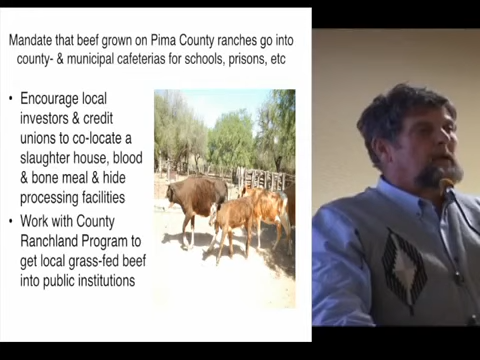 Mandate that beef grown on Pima County ranches go into
county- & municipal cafeterias for schools, prisons, etc
• Encourage local
investors & credit
unions to co-locate a
slaughter house, blood
& bone meal & hide
processing facilities
• Work with County
Ranchland Program to
get local grass-fed beef
into public institutions